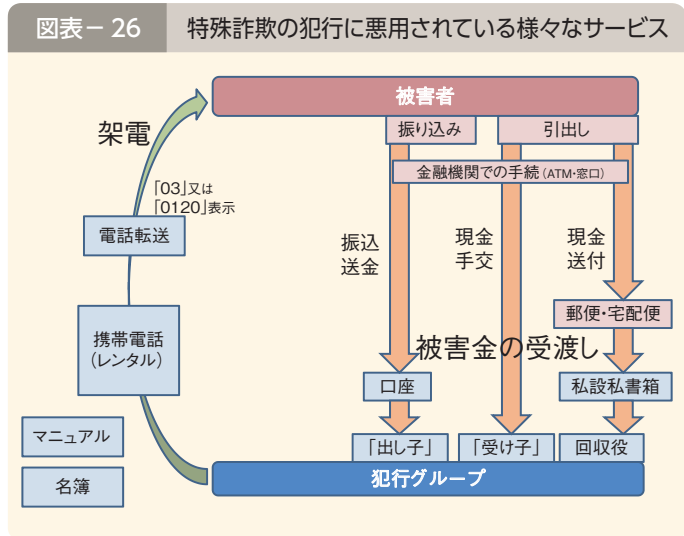 図表－26 特殊詐欺の犯行に悪用されている様々なサービス
被害者
振り込み
引出し
金融機関での手続(ATM・窓口)
架電
「03」又は
「0120」表示
電話転送
振込
送金
現金
手交
現金
送付
携帯電話
(レンタル)
郵便・宅配便
被害金の受渡し
口座
私設私書箱
マニュアル
名簿
「出し子」
「受け子」
回収役
犯行グループ